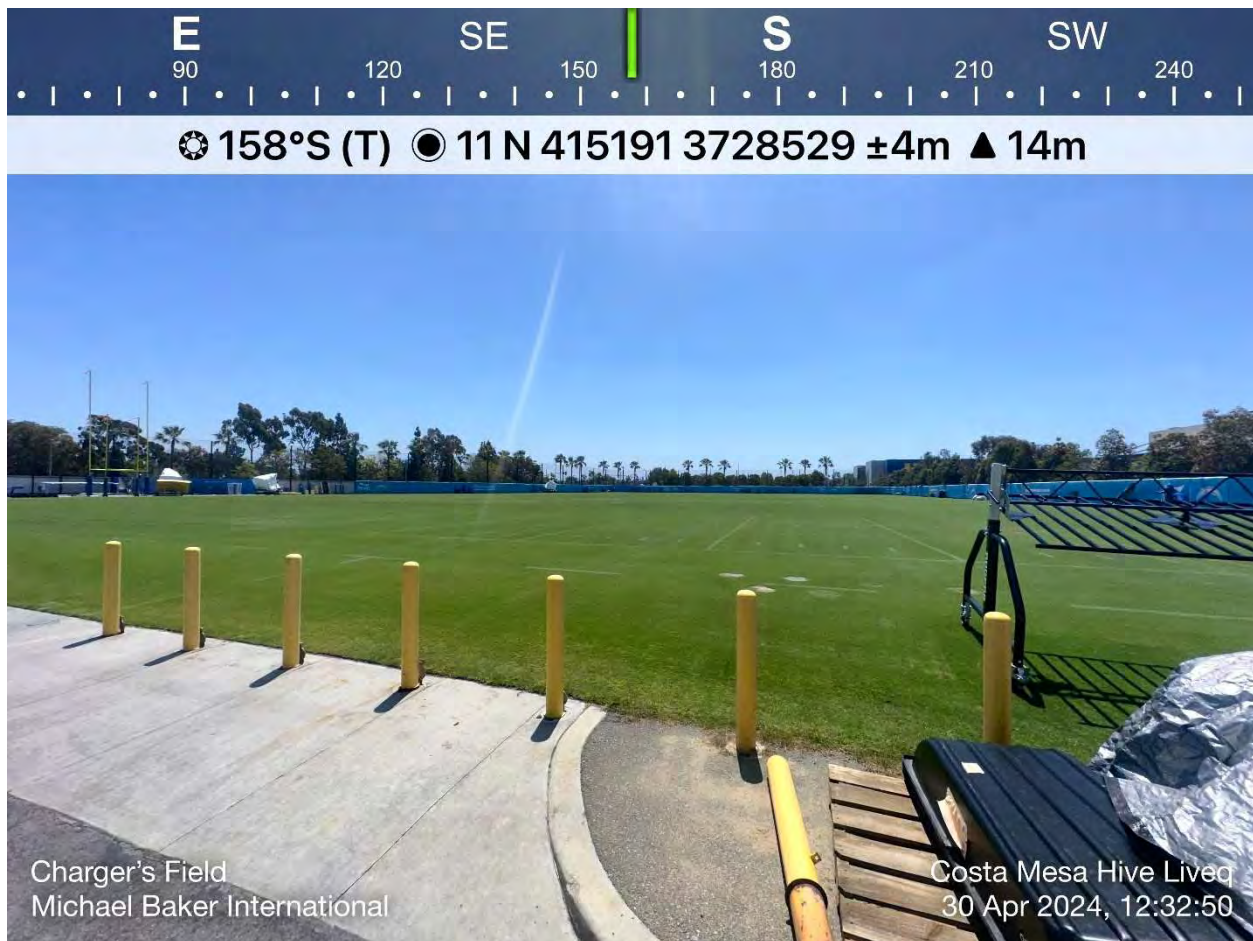 E SE S SW
90 120 150 180 210 240
158°S (T) 11 N 415191 3728529 ±4m ▲ 14m
Charger's Field
Michael Baker International
Costa Mesa Hive Liveq
30 Apr 2024, 12:32:50